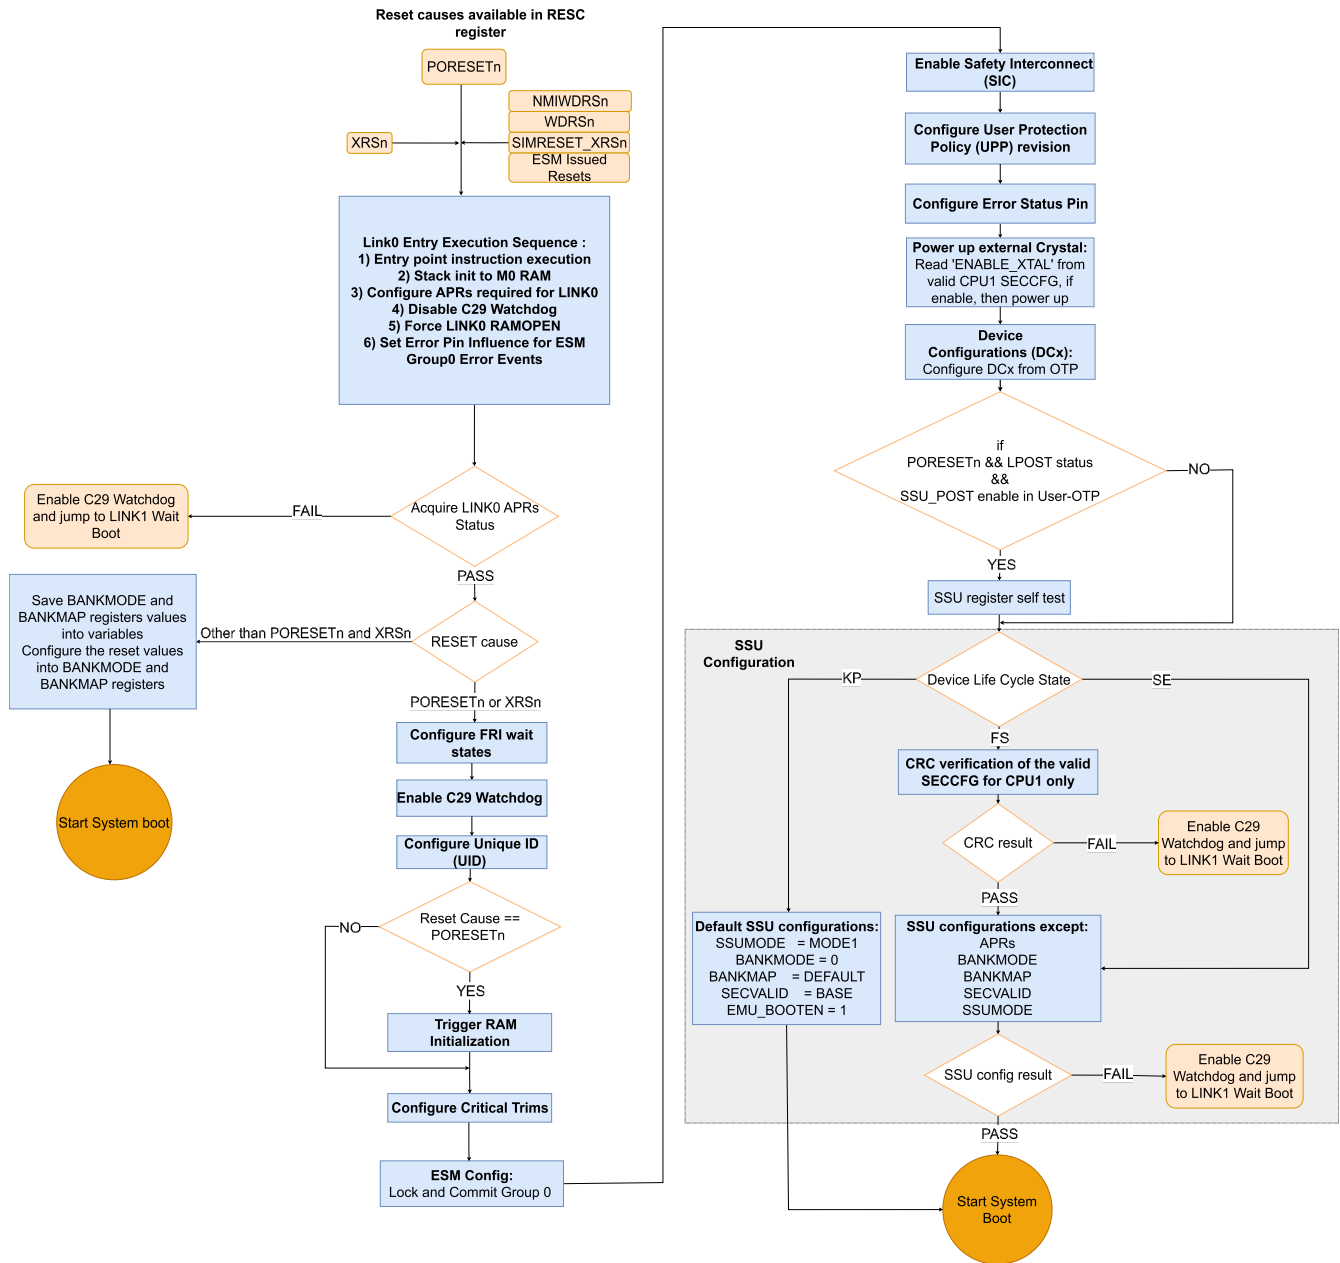 Reset causes available in RESC
register
PORESETn
NMIWDRSn
WDRSn
XRSn
SIMRESET_XRSn
ESM Issued
Resets
Link0 Entry Execution Sequence :
1) Entry point instruction execution
2) Stack init to M0 RAM
3) Configure APRs required for LINK0
4) Disable C29 Watchdog
5) Force LINK0 RAMOPEN
6) Set Error Pin Influence for ESM
Group0 Error Events
Acquire LINK0 APRs
Status
FAIL
Enable C29 Watchdog
and jump to LINK1 Wait
Boot
PASS
RESET cause
Other than PORESETn and XRSn
Save BANKMODE and
BANKMAP registers values
into variables
Configure the reset values
into BANKMODE and
BANKMAP registers
Start System boot
PORESETn or XRSn
Configure FRI wait
states
Enable C29 Watchdog
Configure Unique ID
(UID)
Reset Cause ==
PORESETn
NO
YES
Trigger RAM
Initialization
Configure Critical Trims
ESM Config:
Lock and Commit Group 0
Enable Safety Interconnect
(SIC)
Configure User Protection
Policy (UPP) revision
Configure Error Status Pin
Power up external Crystal:
Read 'ENABLE_XTAL' from
valid CPU1 SECCFG, if
enable, then power up
Device
Configurations (DCx):
Configure DCx from OTP
if
PORESETn && LPOST status
&&
SSU_POST enable in User-OTP
NO
YES
SSU register self test
SSU
Configuration
Device Life Cycle State
KP
SE
FS
CRC verification of the valid
SECCFG for CPU1 only
CRC result
FAIL
Enable C29
Watchdog and jump
to LINK1 Wait Boot
PASS
Default SSU configurations:
SSUMODE = MODE1
BANKMODE = 0
BANKMAP = DEFAULT
SECVALID = BASE
EMU_BOOTEN = 1
SSU configurations except:
APRs
BANKMODE
BANKMAP
SECVALID
SSUMODE
SSU config result
FAIL
Enable C29
Watchdog and jump
to LINK1 Wait Boot
PASS
Start System
Boot